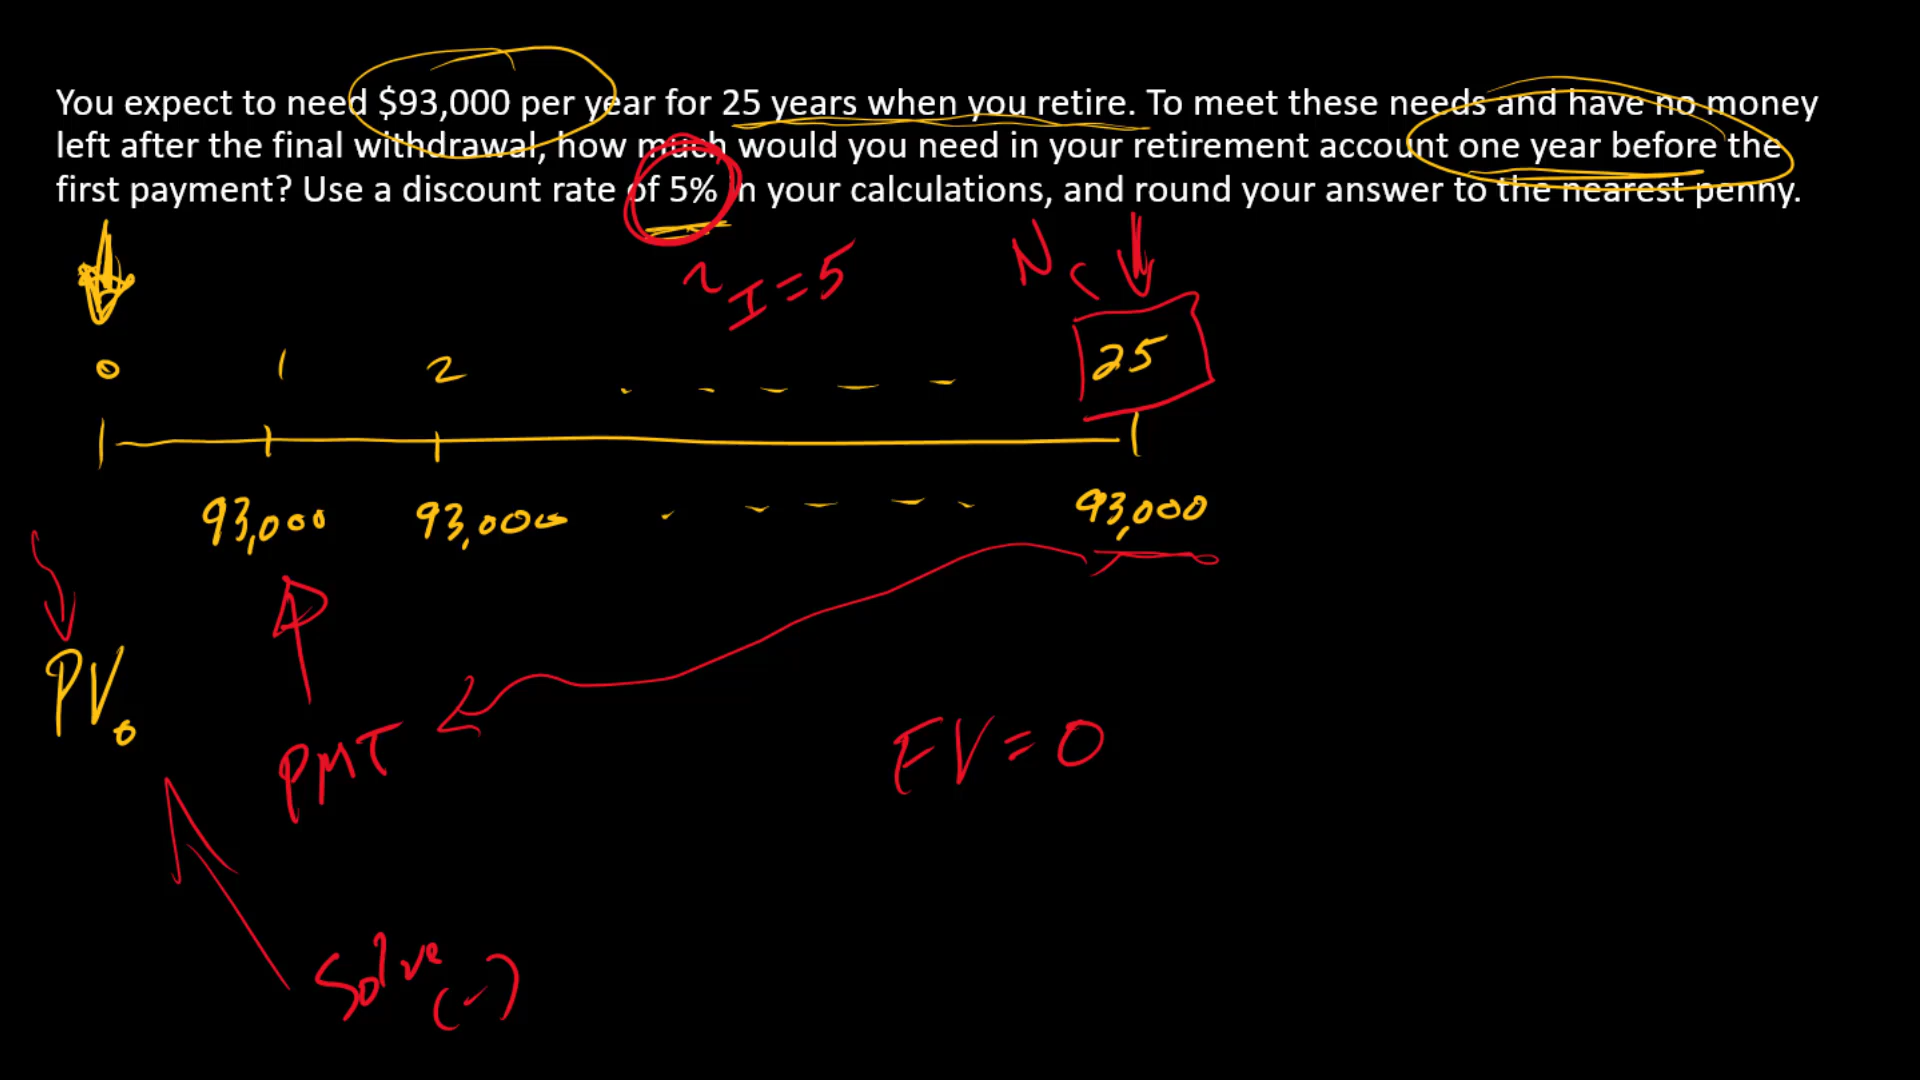 You expect to need $93,000 per year for 25 years when you retire. To meet these needs and have no money
left after the final withdrawal, how much would you need in your retirement account one year before the
first payment? Use a discount rate of 5% in your calculations, and round your answer to the nearest penny.
I=5 N
0 1 2 - - - - - 25
93,000 93,000 - - - - - 93,000
PV0
PMT FV=0
Solve
(-)